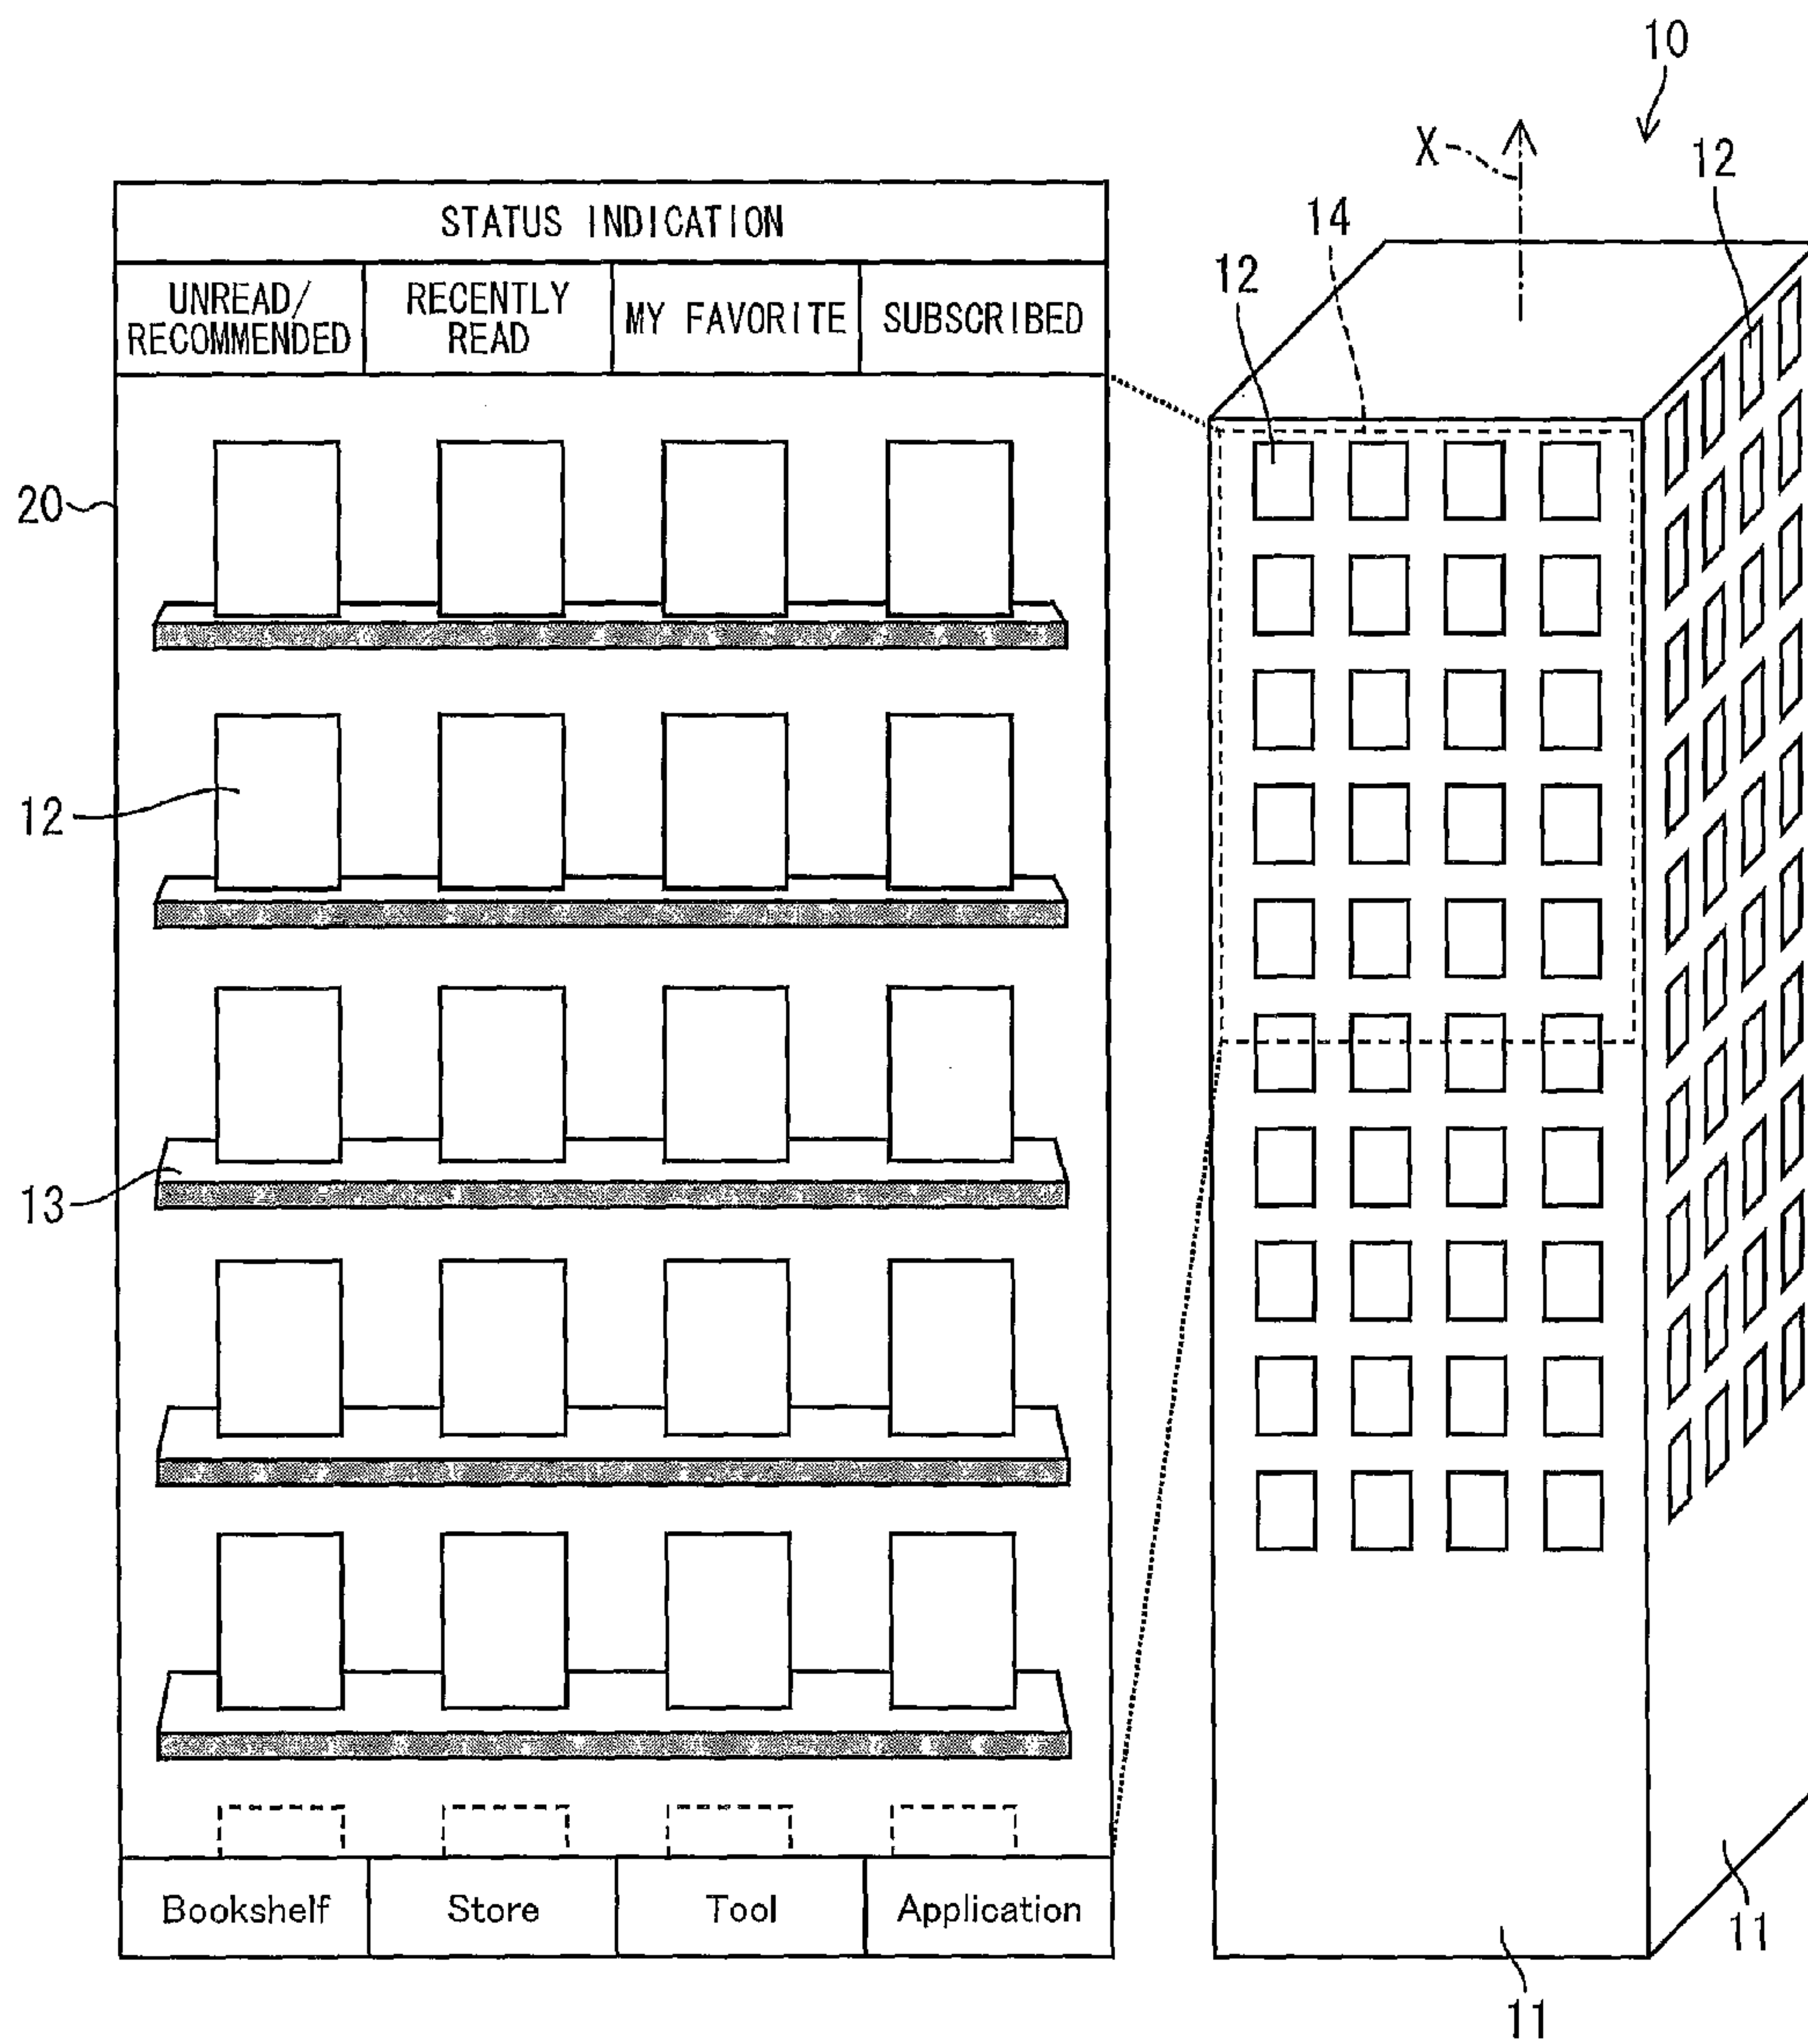 10
X
12
14
12
STATUS INDICATION
UNREAD/
RECOMMENDED
RECENTLY
READ
MY FAVORITE
SUBSCRIBED
20
12
13
Bookshelf
Store
Tool
Application
11
11